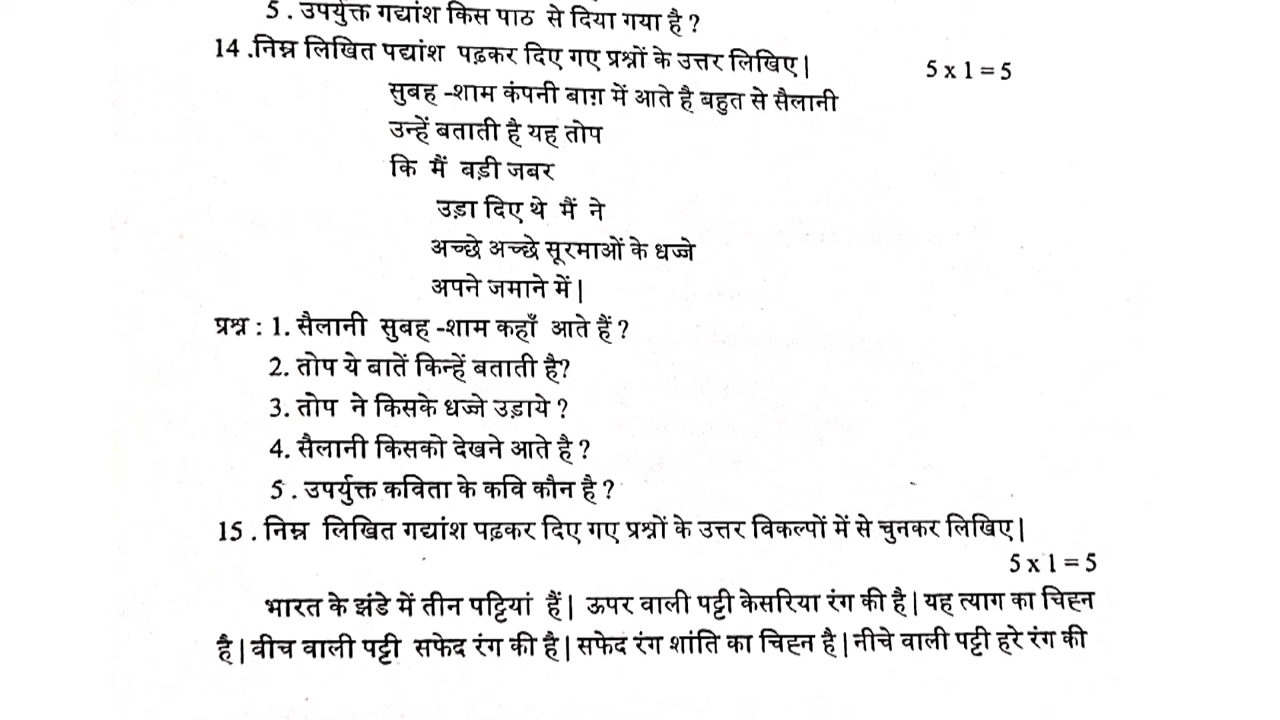 5 . उपर्युक्त गद्यांश किस पाठ से दिया गया है ?
14 .निम्न लिखित पद्यांश पढ़कर दिए गए प्रश्नों के उत्तर लिखिए | 5 x 1 = 5
सुबह -शाम कंपनी बाग़ में आते है बहुत से सैलानी
उन्हें बताती है यह तोप
कि मैं बड़ी जबर
उड़ा दिए थे मैं ने
अच्छे अच्छे सूरमाओं के धज्जे
अपने जमाने में |
प्रश्न : 1. सैलानी सुबह -शाम कहाँ आते हैं ?
2. तोप ये बातें किन्हें बताती है?
3. तोप ने किसके धज्जे उड़ाये ?
4. सैलानी किसको देखने आते है ?
5 . उपर्युक्त कविता के कवि कौन है ?
15 . निम्न लिखित गद्यांश पढ़कर दिए गए प्रश्नों के उत्तर विकल्पों में से चुनकर लिखिए |
5 x 1 = 5
भारत के झंडे में तीन पट्टियां हैं | ऊपर वाली पट्टी केसरिया रंग की है | यह त्याग का चिह्न
है | वीच वाली पट्टी सफेद रंग की है | सफेद रंग शांति का चिह्न है | नीचे वाली पट्टी हरे रंग की